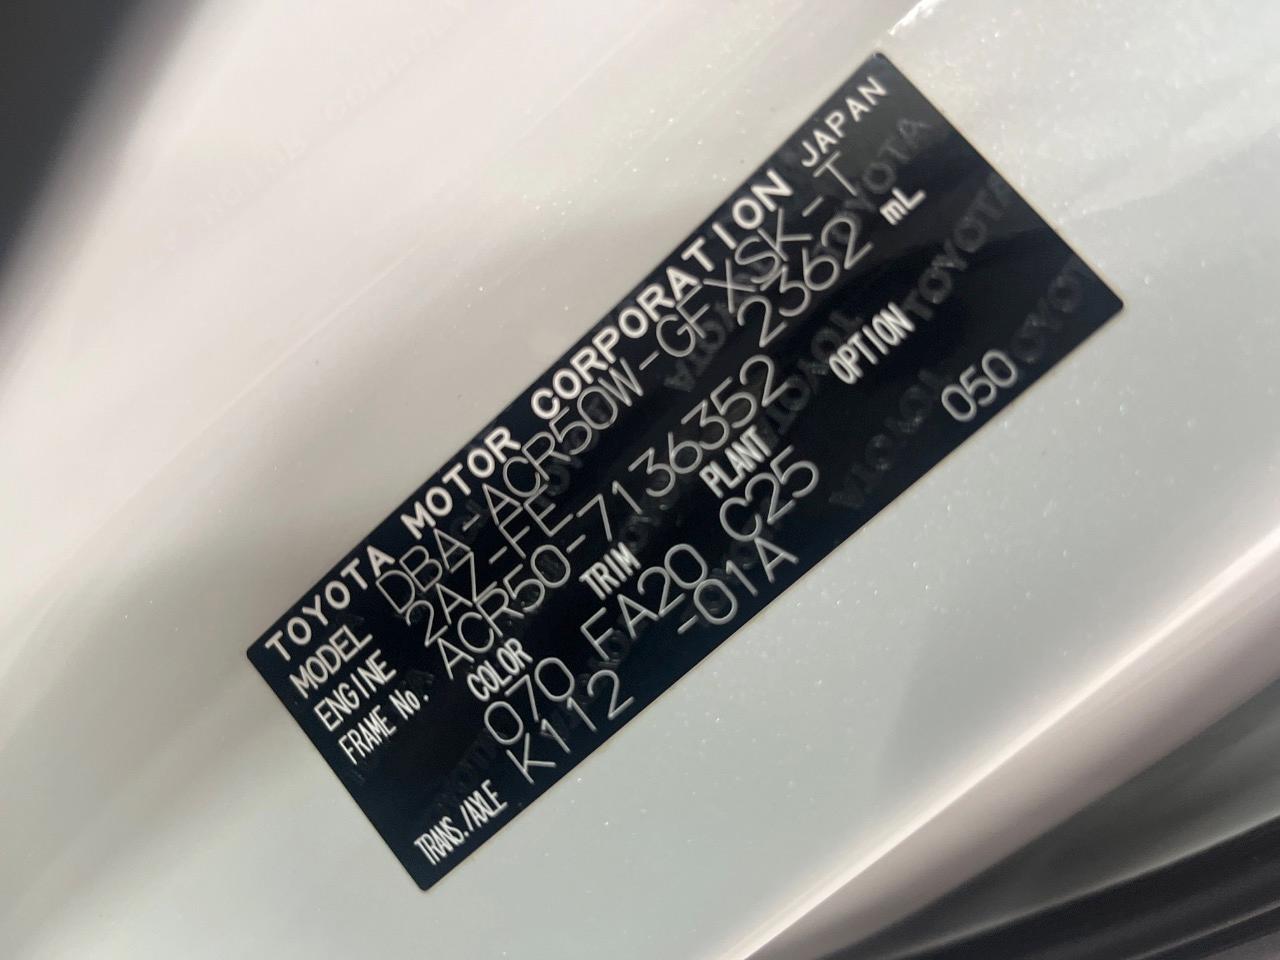 TOYOTA MOTOR CORPORATION JAPAN
MODEL DBA-ACR50W-GFXSK-T
ENGINE 2AZ-FE 2362 mL
FRAME No. ACR50-7136352
COLOR TRIM PLANT OPTION
070 FA20 C25 050
TRANS./AXLE K112 -01A